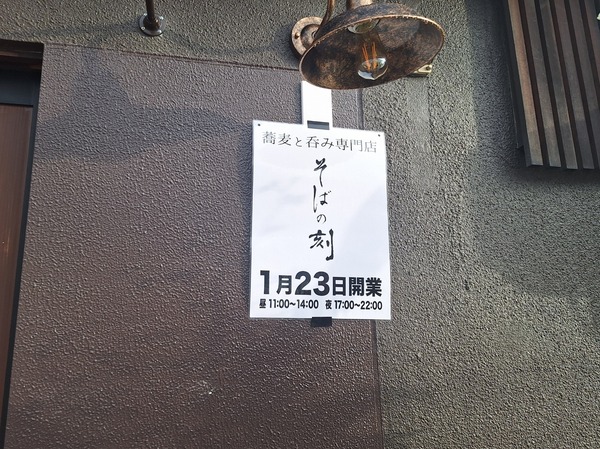 蕎麦と呑み専門店
そばの刻
1月23日開業
昼 11:00~14:00 夜 17:00~22:00